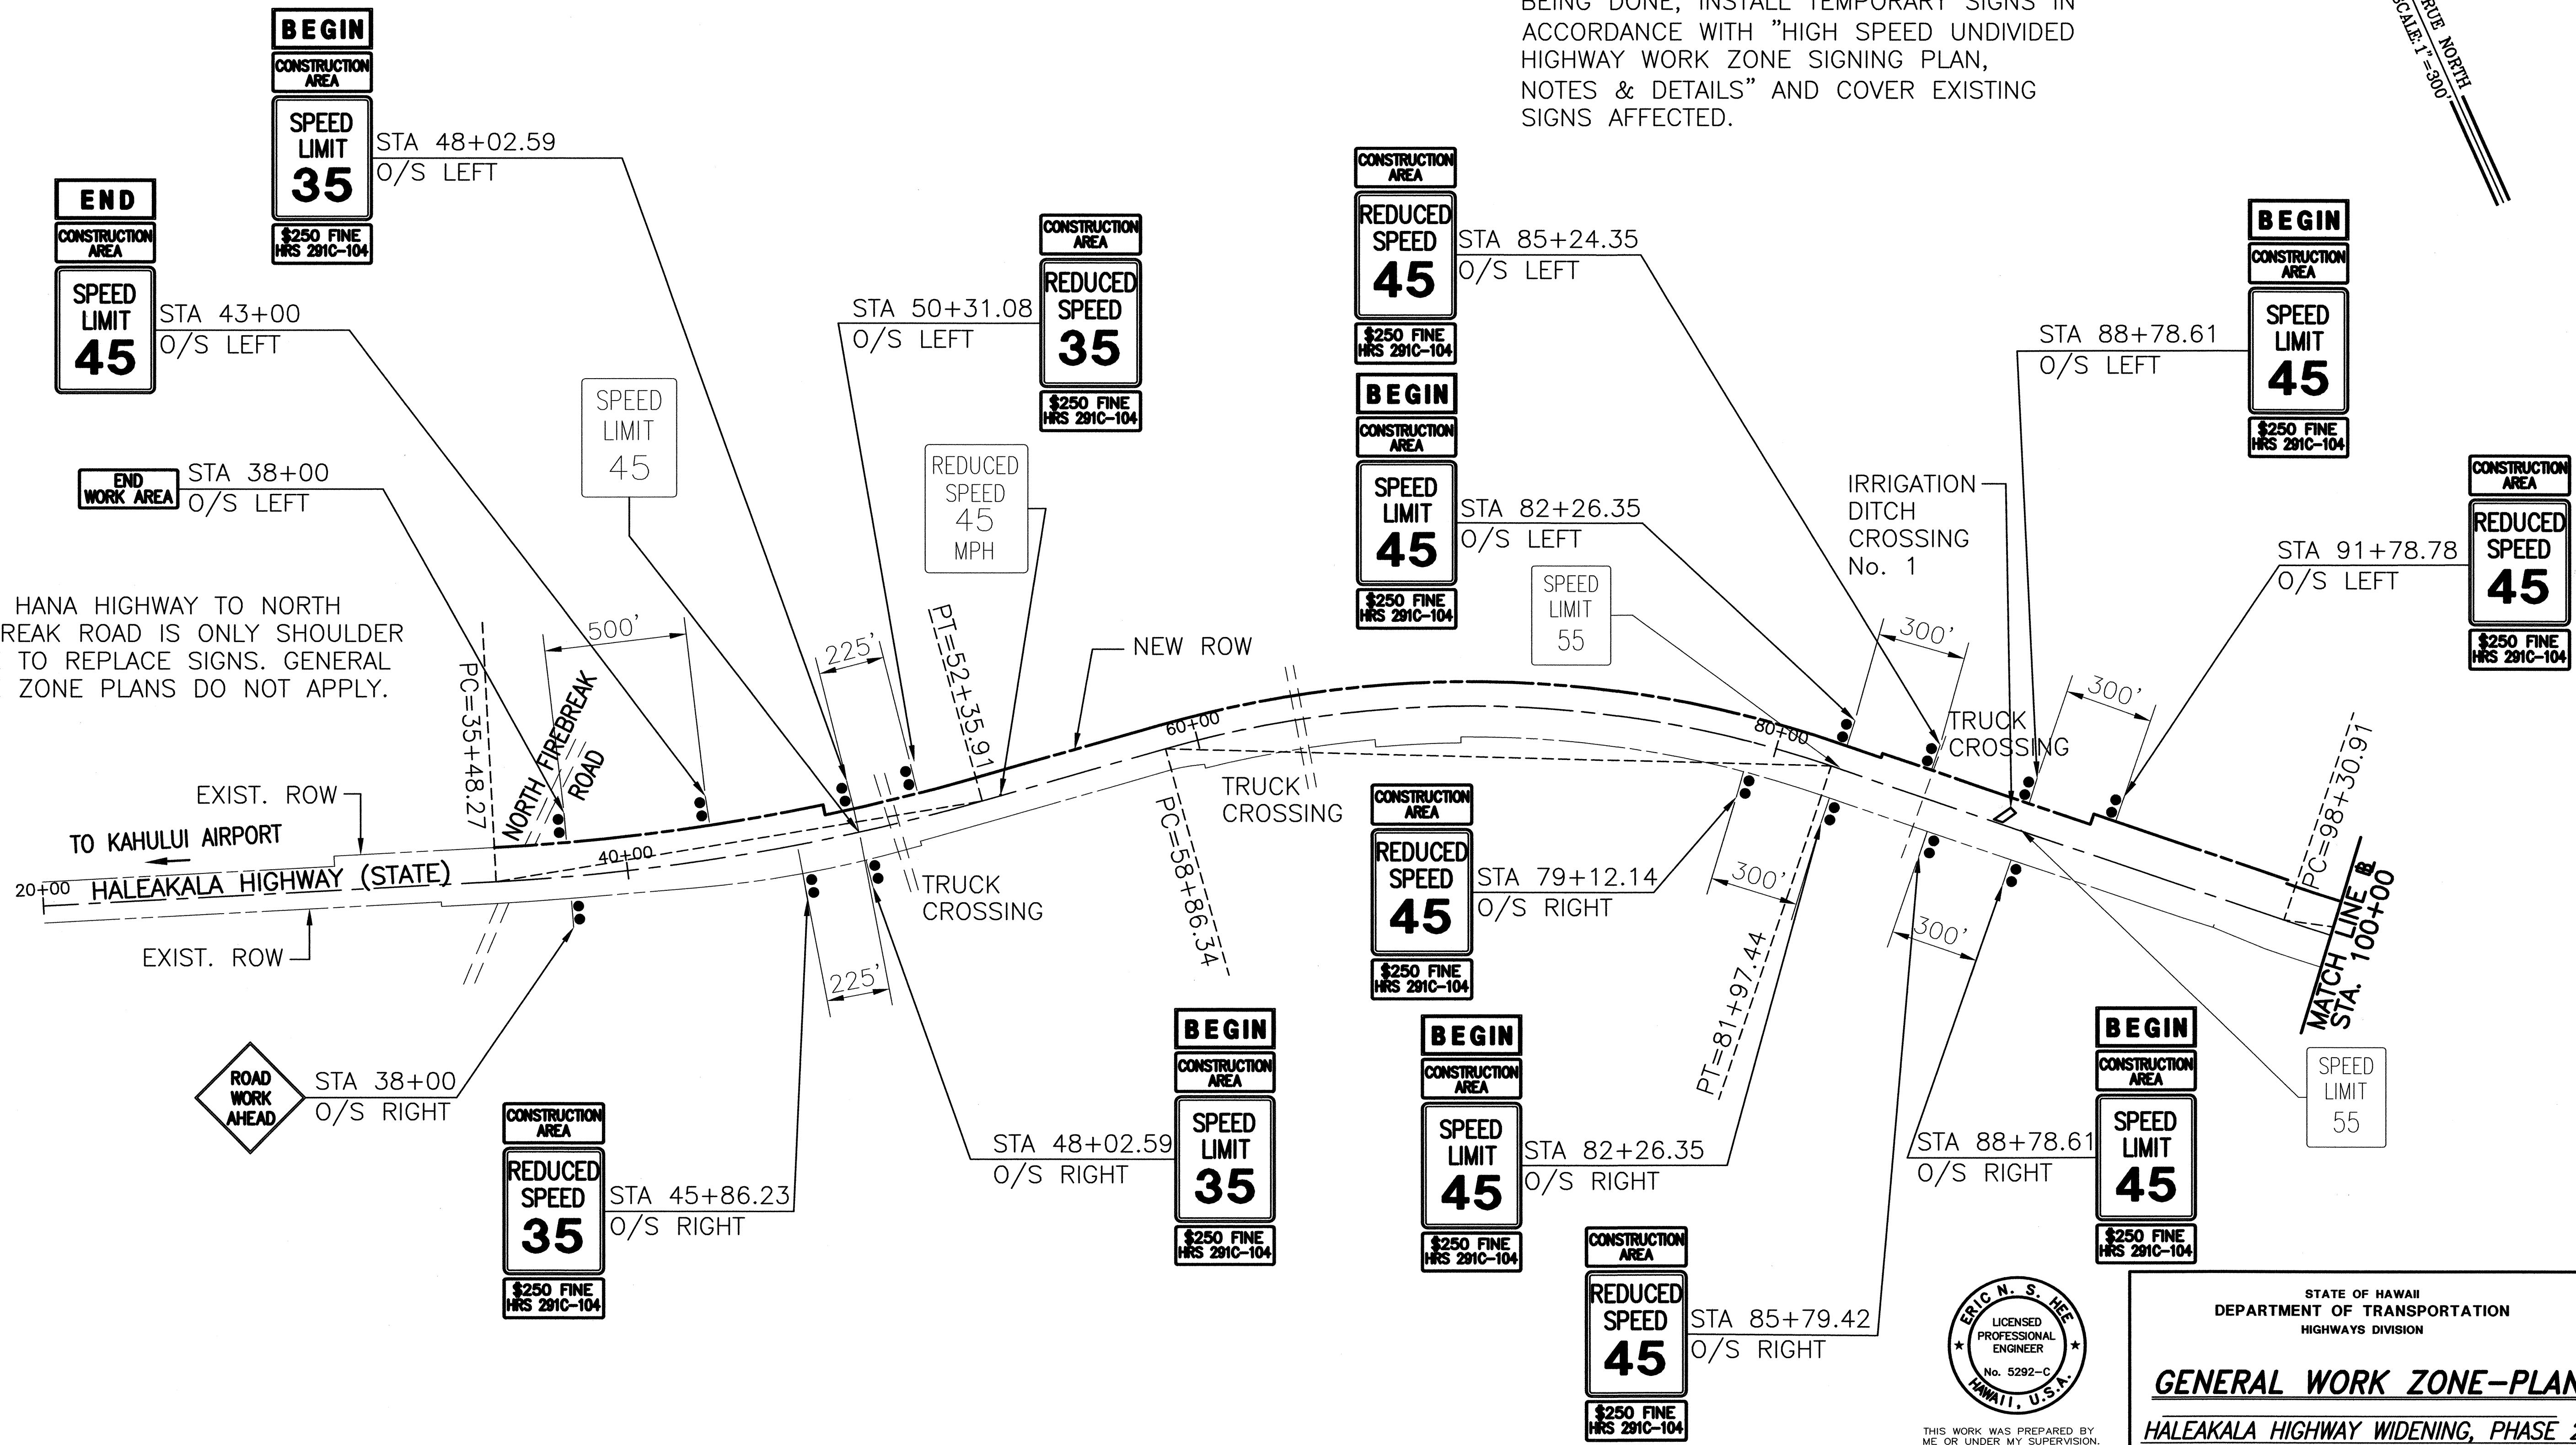 BEING DONE, INSTALL TEMPORARY SIGNS IN
ACCORDANCE WITH "HIGH SPEED UNDIVIDED
HIGHWAY WORK ZONE SIGNING PLAN,
NOTES & DETAILS" AND COVER EXISTING
SIGNS AFFECTED.
TRUE NORTH
SCALE: 1"=300'
BEGIN
CONSTRUCTION
AREA
SPEED
LIMIT
35
$250 FINE
HRS 291C-104
STA 48+02.59
O/S LEFT
END
CONSTRUCTION
AREA
SPEED
LIMIT
45
STA 43+00
O/S LEFT
END
WORK AREA
STA 38+00
O/S LEFT
SPEED
LIMIT
45
STA 50+31.08
O/S LEFT
CONSTRUCTION
AREA
REDUCED
SPEED
35
$250 FINE
HRS 291C-104
REDUCED
SPEED
45
MPH
CONSTRUCTION
AREA
REDUCED
SPEED
45
$250 FINE
HRS 291C-104
STA 85+24.35
O/S LEFT
BEGIN
CONSTRUCTION
AREA
SPEED
LIMIT
45
$250 FINE
HRS 291C-104
STA 82+26.35
O/S LEFT
SPEED
LIMIT
55
IRRIGATION
DITCH
CROSSING
No. 1
STA 88+78.61
O/S LEFT
BEGIN
CONSTRUCTION
AREA
SPEED
LIMIT
45
$250 FINE
HRS 291C-104
STA 91+78.78
O/S LEFT
CONSTRUCTION
AREA
REDUCED
SPEED
45
$250 FINE
HRS 291C-104
HANA HIGHWAY TO NORTH
REAK ROAD IS ONLY SHOULDER
TO REPLACE SIGNS. GENERAL
ZONE PLANS DO NOT APPLY.
PC=35+48.27
500'
NORTH FIREBREAK
ROAD
225'
PT=52+35.91
NEW ROW
60+00
TRUCK
CROSSING
80+00
300'
TRUCK
CROSSING
300'
PC=98+30.91
EXIST. ROW
TO KAHULUI AIRPORT
20+00
HALEAKALA HIGHWAY (STATE)
40+00
EXIST. ROW
225'
TRUCK
CROSSING
PC=58+86.34
300'
PT=81+97.44
300'
MATCH LINE B
STA. 100+00
ROAD
WORK
AHEAD
STA 38+00
O/S RIGHT
CONSTRUCTION
AREA
REDUCED
SPEED
35
$250 FINE
HRS 291C-104
STA 45+86.23
O/S RIGHT
STA 48+02.59
O/S RIGHT
BEGIN
CONSTRUCTION
AREA
SPEED
LIMIT
35
$250 FINE
HRS 291C-104
CONSTRUCTION
AREA
REDUCED
SPEED
45
$250 FINE
HRS 291C-104
STA 79+12.14
O/S RIGHT
BEGIN
CONSTRUCTION
AREA
SPEED
LIMIT
45
$250 FINE
HRS 291C-104
STA 82+26.35
O/S RIGHT
CONSTRUCTION
AREA
REDUCED
SPEED
45
$250 FINE
HRS 291C-104
STA 85+79.42
O/S RIGHT
STA 88+78.61
O/S RIGHT
BEGIN
CONSTRUCTION
AREA
SPEED
LIMIT
45
$250 FINE
HRS 291C-104
SPEED
LIMIT
55
ERIC N. S. HEE
LICENSED
PROFESSIONAL
ENGINEER
No. 5292-C
HAWAII, U.S.A.
THIS WORK WAS PREPARED BY
ME OR UNDER MY SUPERVISION.
STATE OF HAWAII
DEPARTMENT OF TRANSPORTATION
HIGHWAYS DIVISION
GENERAL WORK ZONE-PLAN
HALEAKALA HIGHWAY WIDENING, PHASE 2